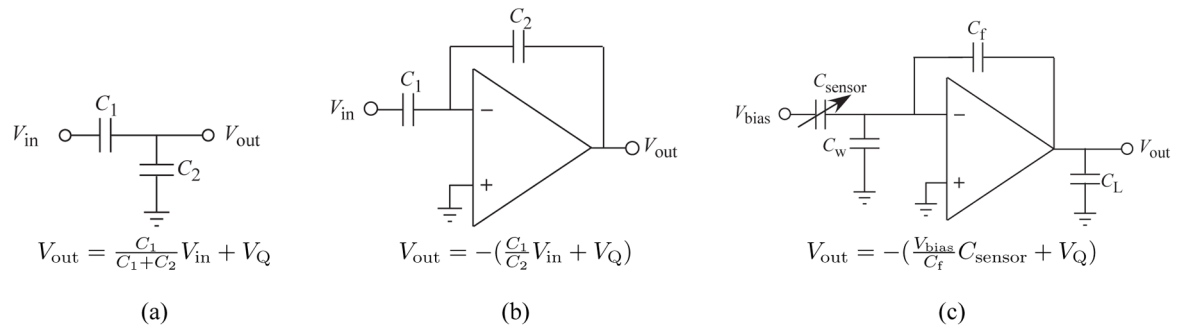 C1
Vin
Vout
C2
Vout = C1/(C1+C2) Vin + VQ
(a)
C2
C1
Vin
−
+
Vout
Vout = −(C1/C2 Vin + VQ)
(b)
Cf
Csensor
Vbias
−
Cw
+
Vout
CL
Vout = −(Vbias/Cf Csensor + VQ)
(c)